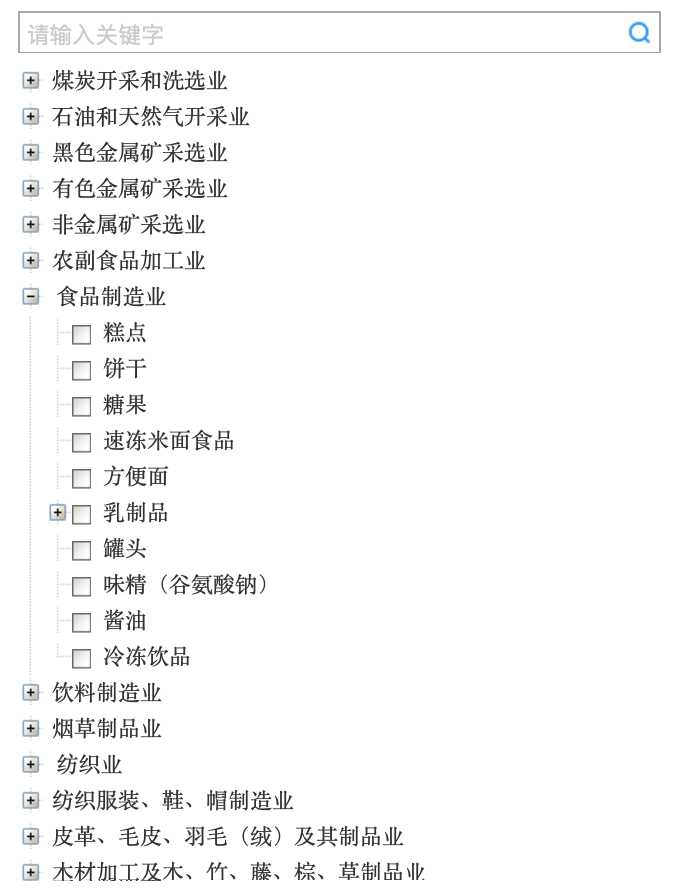 请输入关键字
煤炭开采和洗选业
石油和天然气开采业
黑色金属矿采选业
有色金属矿采选业
非金属矿采选业
农副食品加工业
食品制造业
糕点
饼干
糖果
速冻米面食品
方便面
乳制品
罐头
味精（谷氨酸钠）
酱油
冷冻饮品
饮料制造业
烟草制品业
纺织业
纺织服装、鞋、帽制造业
皮革、毛皮、羽毛（绒）及其制品业
木材加工及木、竹、藤、棕、草制品业